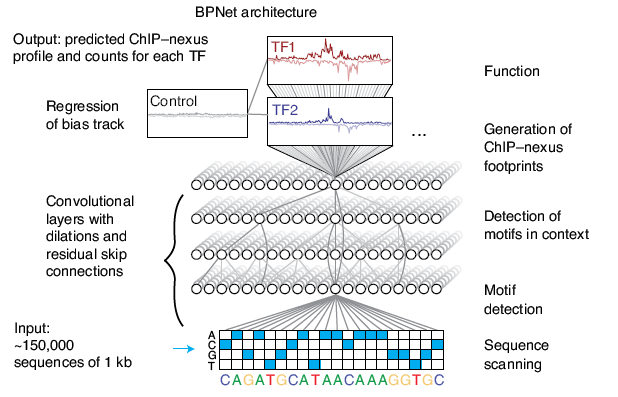 BPNet architecture
Output: predicted ChIP–nexus
profile and counts for each TF
TF1
Function
Control
Regression
of bias track
TF2
...
Generation of
ChIP–nexus
footprints
Convolutional
layers with
dilations and
residual skip
connections
Detection of
motifs in context
Motif
detection
Input:
~150,000
sequences of 1 kb
A
C
G
T
Sequence
scanning
CAGATGCATAACAAAGGTGC